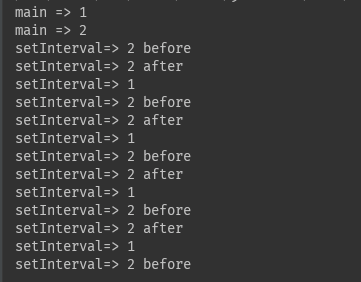 main => 1
main => 2
setInterval=> 2 before
setInterval=> 2 after
setInterval=> 1
setInterval=> 2 before
setInterval=> 2 after
setInterval=> 1
setInterval=> 2 before
setInterval=> 2 after
setInterval=> 1
setInterval=> 2 before
setInterval=> 2 after
setInterval=> 1
setInterval=> 2 before